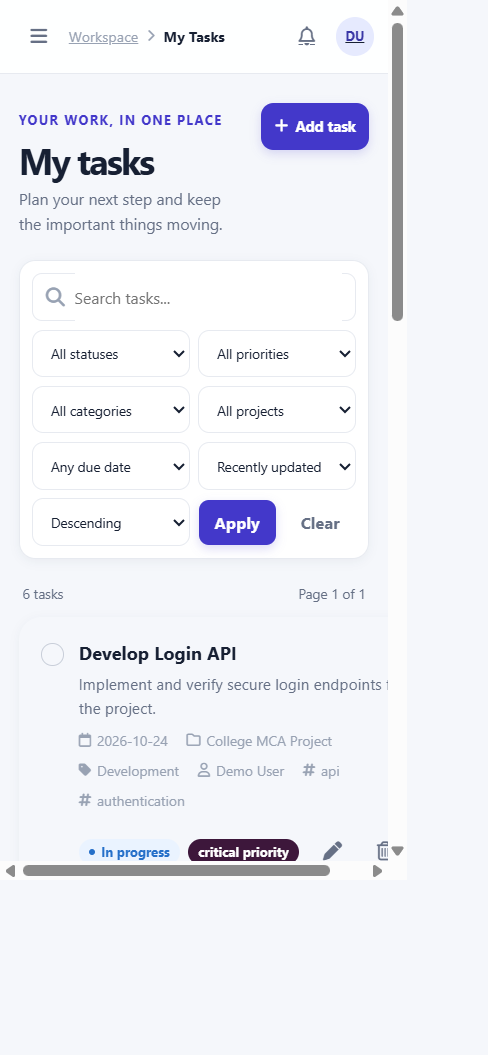 Workspace > My Tasks
DU
YOUR WORK, IN ONE PLACE
+ Add task
My tasks
Plan your next step and keep
the important things moving.
Search tasks...
All statuses
All priorities
All categories
All projects
Any due date
Recently updated
Descending
Apply
Clear
6 tasks
Page 1 of 1
Develop Login API
Implement and verify secure login endpoints
the project.
2026-10-24
College MCA Project
Development
Demo User
# api
# authentication
In progress
critical priority